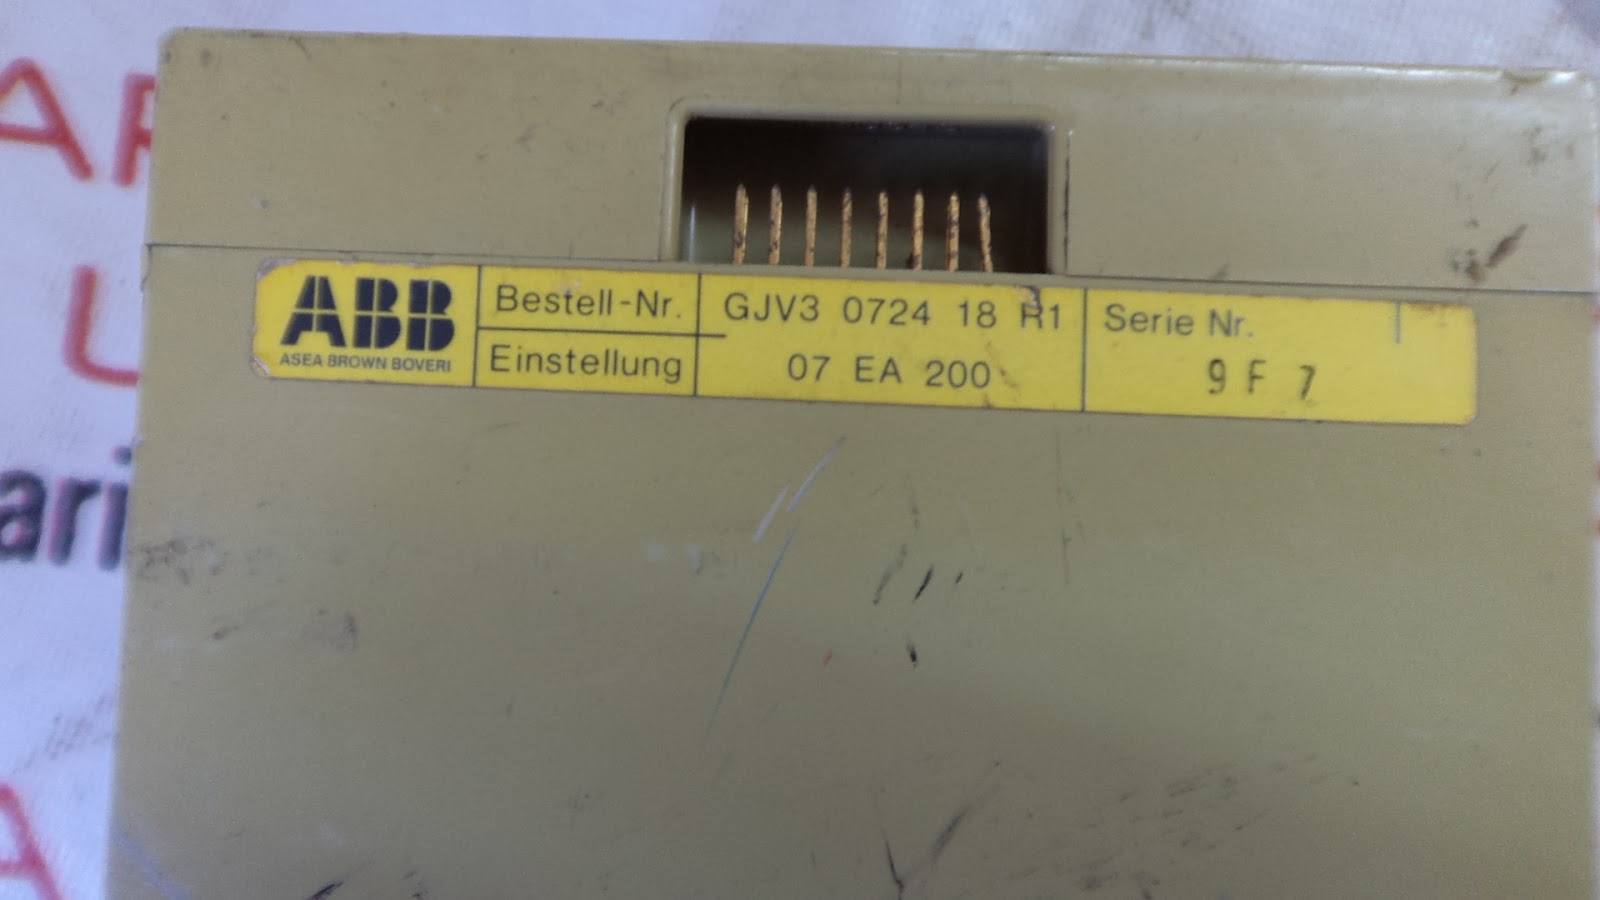 ABB
ASEA BROWN BOVERI
Bestell-Nr. GJV3 0724 18 R1
Einstellung 07 EA 200
Serie Nr.
9 F 7